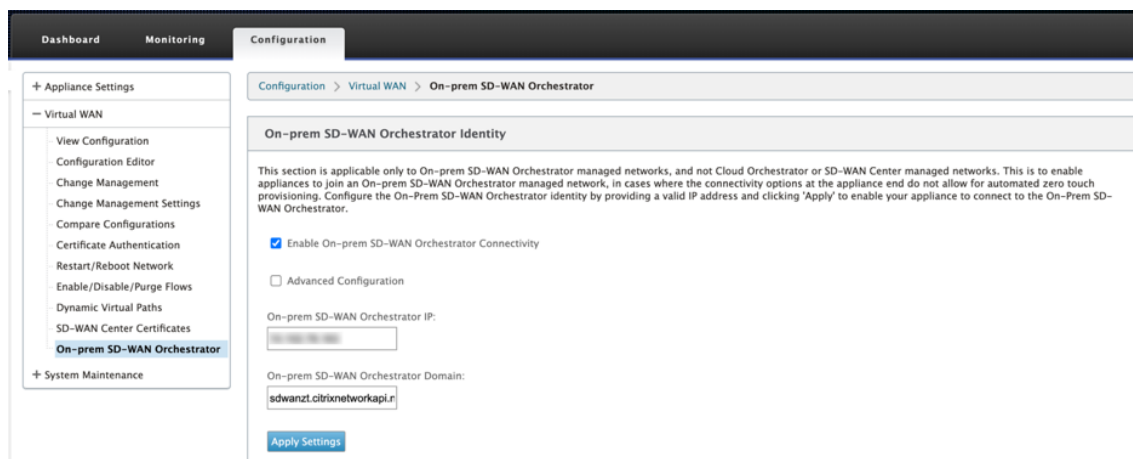 Dashboard Monitoring Configuration
+ Appliance Settings
− Virtual WAN
View Configuration
Configuration Editor
Change Management
Change Management Settings
Compare Configurations
Certificate Authentication
Restart/Reboot Network
Enable/Disable/Purge Flows
Dynamic Virtual Paths
SD-WAN Center Certificates
On-prem SD-WAN Orchestrator
+ System Maintenance
Configuration > Virtual WAN > On-prem SD-WAN Orchestrator
On-prem SD-WAN Orchestrator Identity
This section is applicable only to On-prem SD-WAN Orchestrator managed networks, and not Cloud Orchestrator or SD-WAN Center managed networks. This is to enable
appliances to join an On-prem SD-WAN Orchestrator managed network, in cases where the connectivity options at the appliance end do not allow for automated zero touch
provisioning. Configure the On-Prem SD-WAN Orchestrator identity by providing a valid IP address and clicking 'Apply' to enable your appliance to connect to the On-Prem SD-
WAN Orchestrator.
Enable On-prem SD-WAN Orchestrator Connectivity
Advanced Configuration
On-prem SD-WAN Orchestrator IP:
On-prem SD-WAN Orchestrator Domain:
sdwanzt.citrixnetworkapi.r
Apply Settings